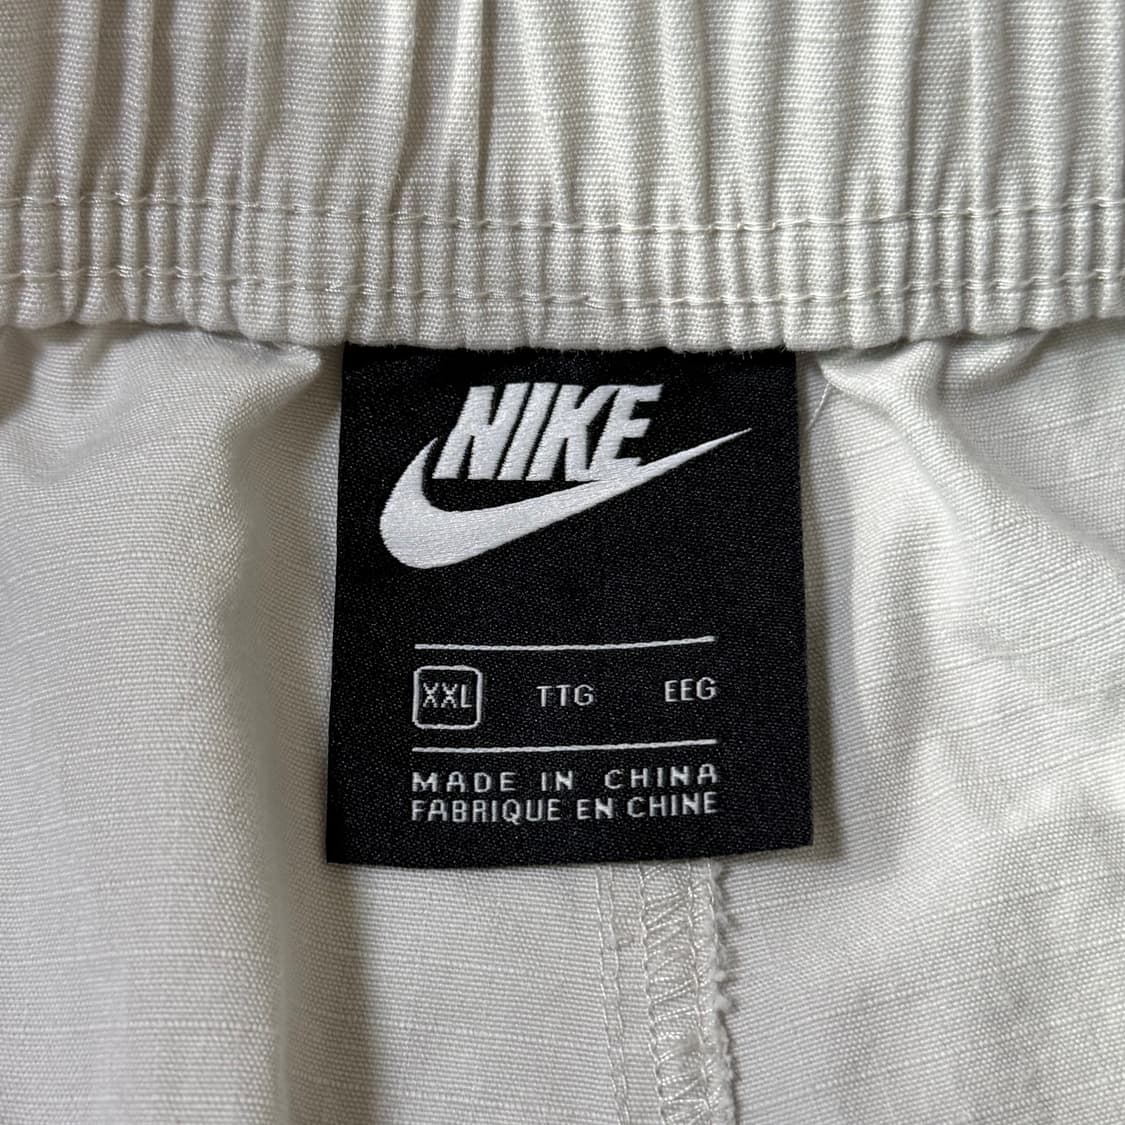 NIKE
XXL TTG EEG
MADE IN CHINA
FABRIQUE EN CHINE